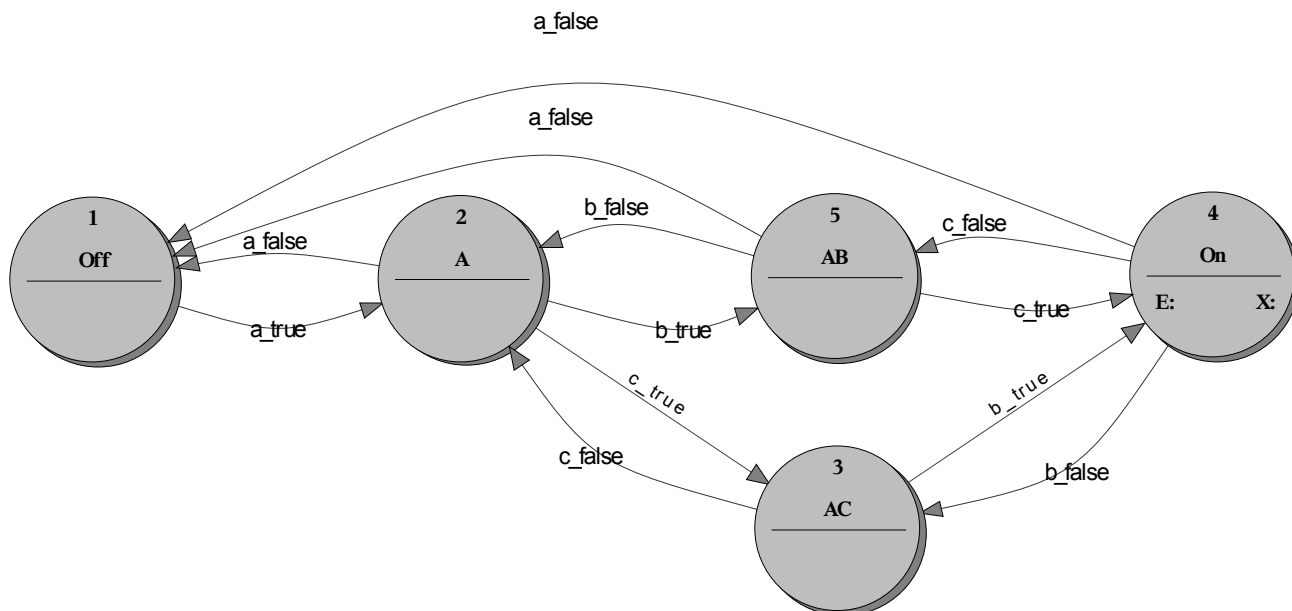 a_false
a_false
1
Off
a_false
a_true
2
A
b_false
b_true
5
AB
c_false
c_true
4
On
E: X:
c_true
c_false
b_true
b_false
3
AC